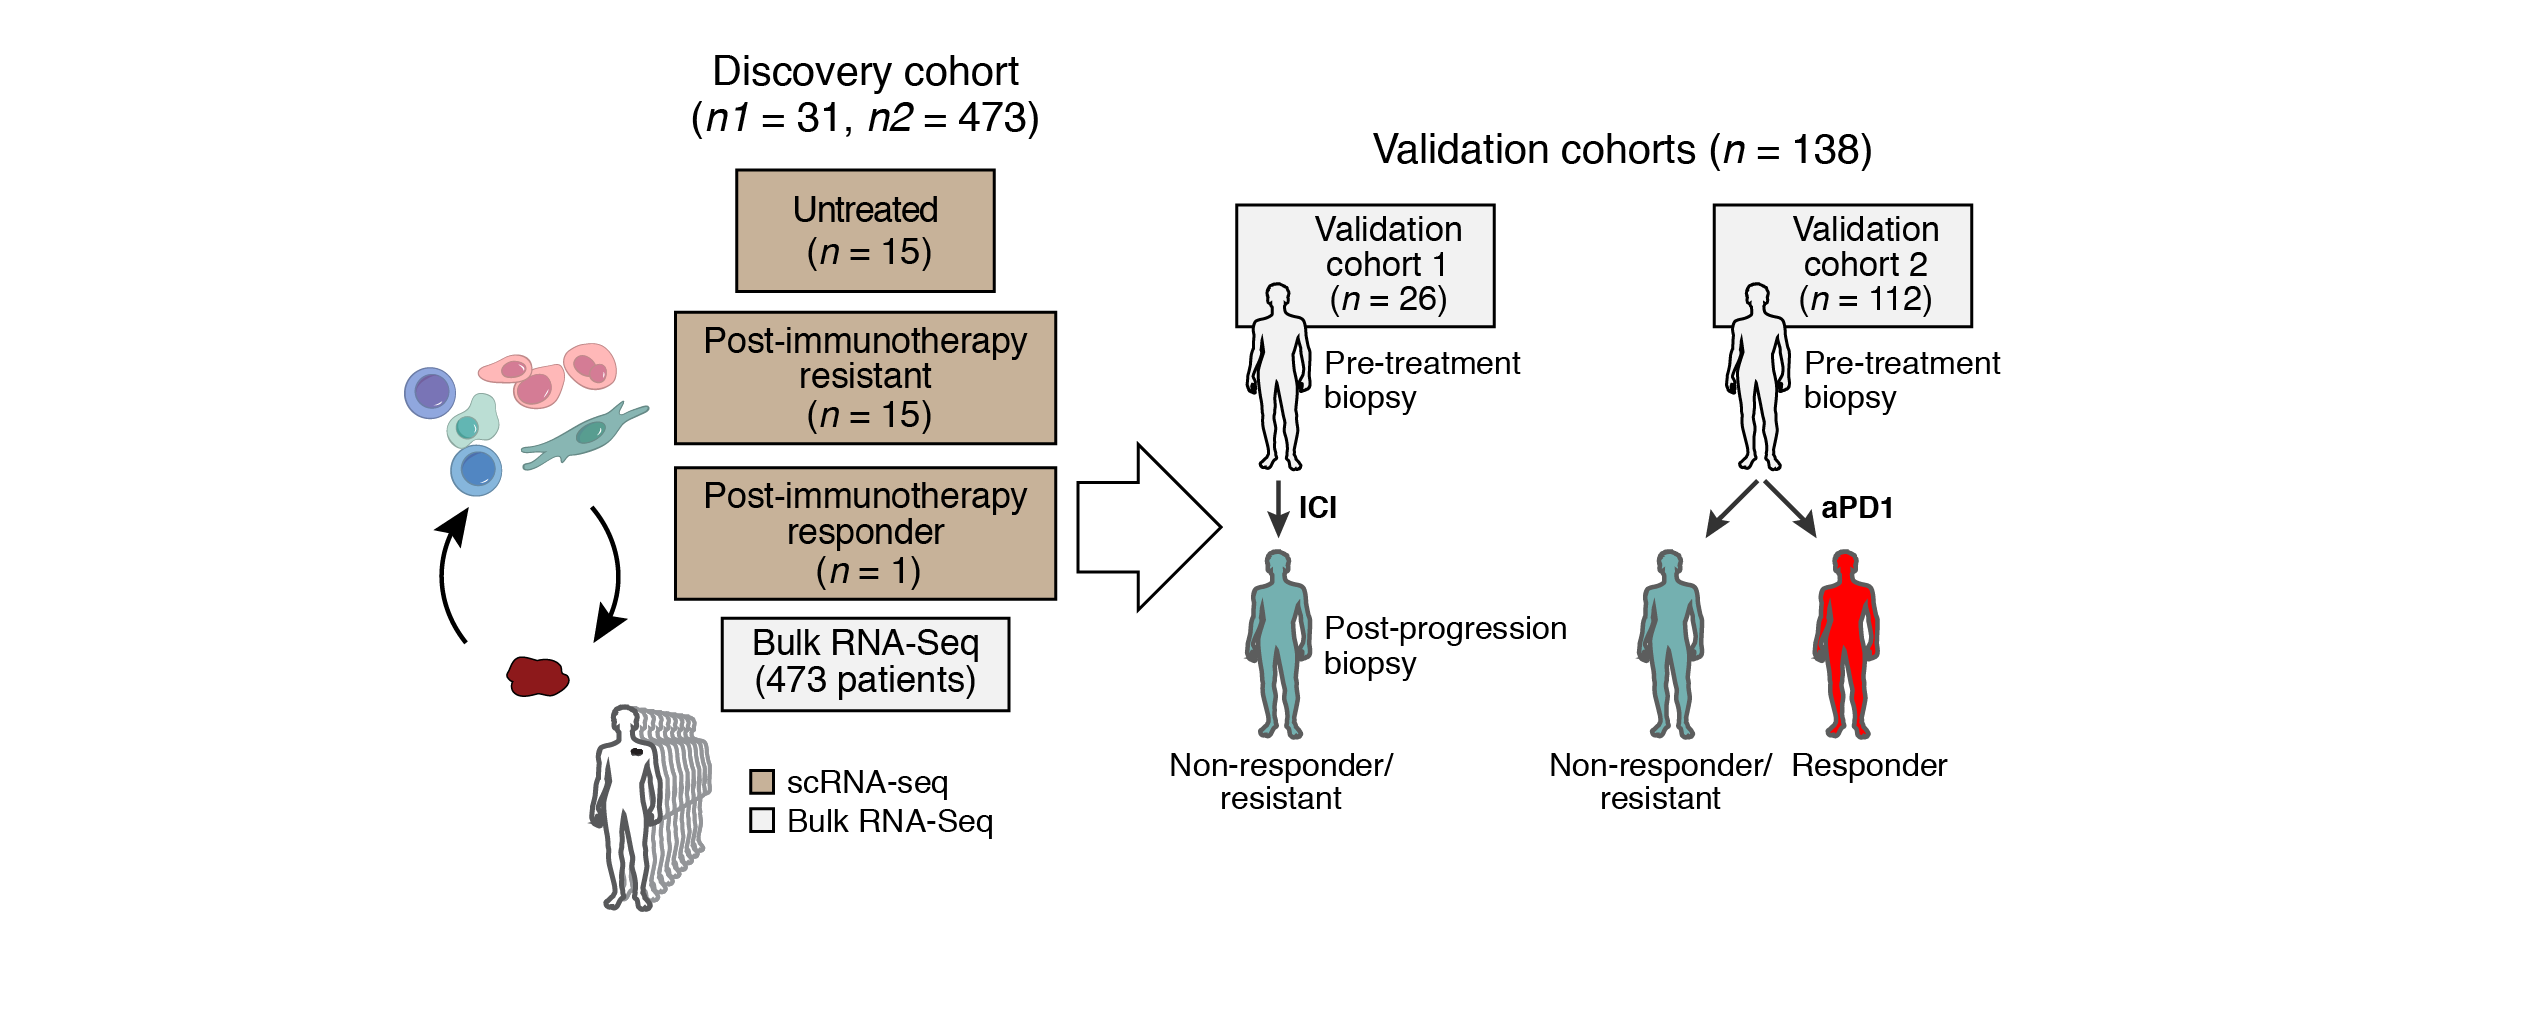 Discovery cohort
(n1 = 31, n2 = 473)
Untreated
(n = 15)
Post-immunotherapy
resistant
(n = 15)
Post-immunotherapy
responder
(n = 1)
Bulk RNA-Seq
(473 patients)
scRNA-seq
Bulk RNA-Seq
Validation cohorts (n = 138)
Validation
cohort 1
(n = 26)
Pre-treatment
biopsy
ICI
Post-progression
biopsy
Non-responder/
resistant
Validation
cohort 2
(n = 112)
Pre-treatment
biopsy
aPD1
Non-responder/
resistant
Responder